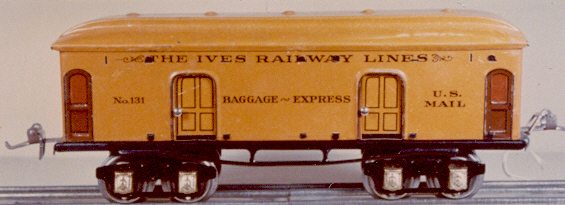 THE IVES RAILWAY LINES
No. 131
BAGGAGE ~ EXPRESS
U.S.
MAIL